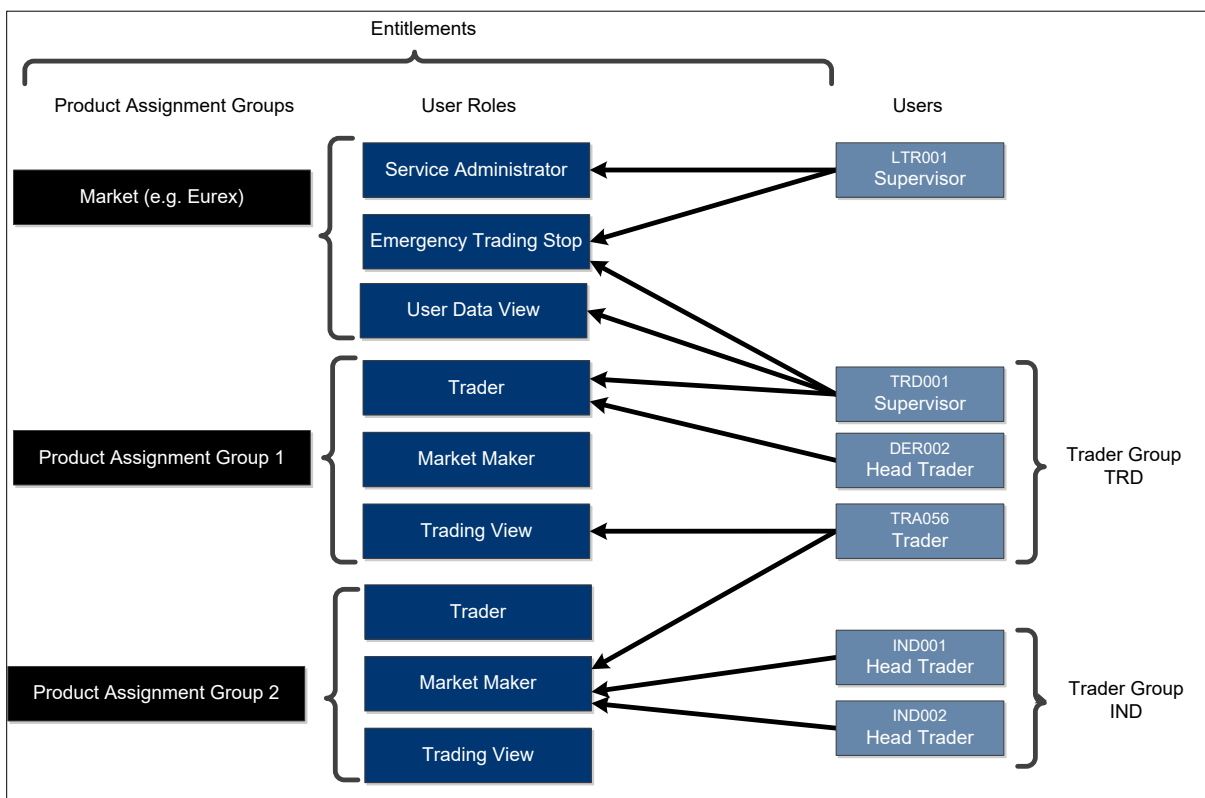 Entitlements
Product Assignment Groups
User Roles
Users
Market (e.g. Eurex)
Service Administrator
Emergency Trading Stop
User Data View
LTR001
Supervisor
Product Assignment Group 1
Trader
Market Maker
Trading View
TRD001
Supervisor
DER002
Head Trader
TRA056
Trader
Trader Group
TRD
Product Assignment Group 2
Trader
Market Maker
Trading View
IND001
Head Trader
IND002
Head Trader
Trader Group
IND